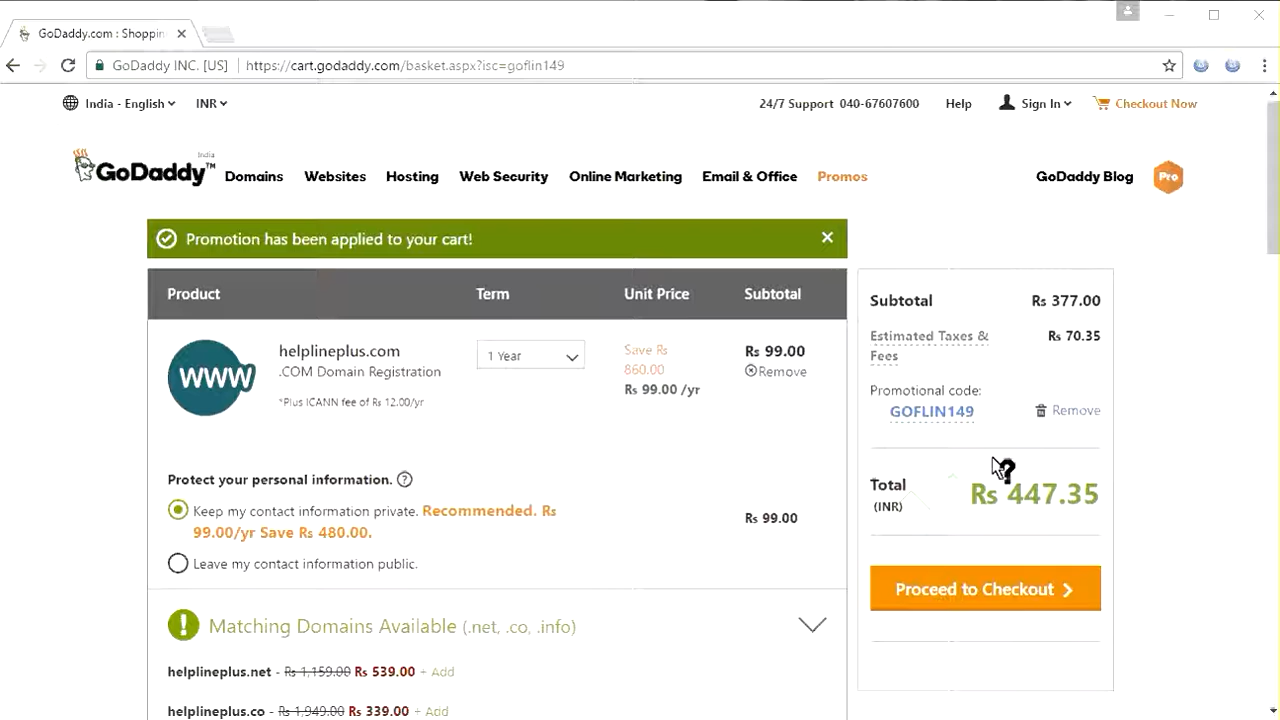 GoDaddy.com : Shoppin
GoDaddy INC. [US] https://cart.godaddy.com/basket.aspx?isc=goflin149
India - English INR 24/7 Support 040-67607600 Help Sign In Checkout Now
India
GoDaddy™ Domains Websites Hosting Web Security Online Marketing Email & Office Promos GoDaddy Blog Pro
Promotion has been applied to your cart!
Product Term Unit Price Subtotal
WWW
helplineplus.com
.COM Domain Registration
*Plus ICANN fee of Rs 12.00/yr
1 Year
Save Rs
860.00
Rs 99.00 /yr
Rs 99.00
Remove
Protect your personal information. ?
Keep my contact information private. Recommended. Rs
99.00/yr Save Rs 480.00.
Rs 99.00
Leave my contact information public.
! Matching Domains Available (.net, .co, .info)
helplineplus.net - Rs 1,159.00 Rs 539.00 + Add
helplineplus.co - Rs 1,949.00 Rs 339.00 + Add
Subtotal Rs 377.00
Estimated Taxes & Rs 70.35
Fees
Promotional code:
GOFLIN149 Remove
Total Rs 447.35
(INR)
Proceed to Checkout